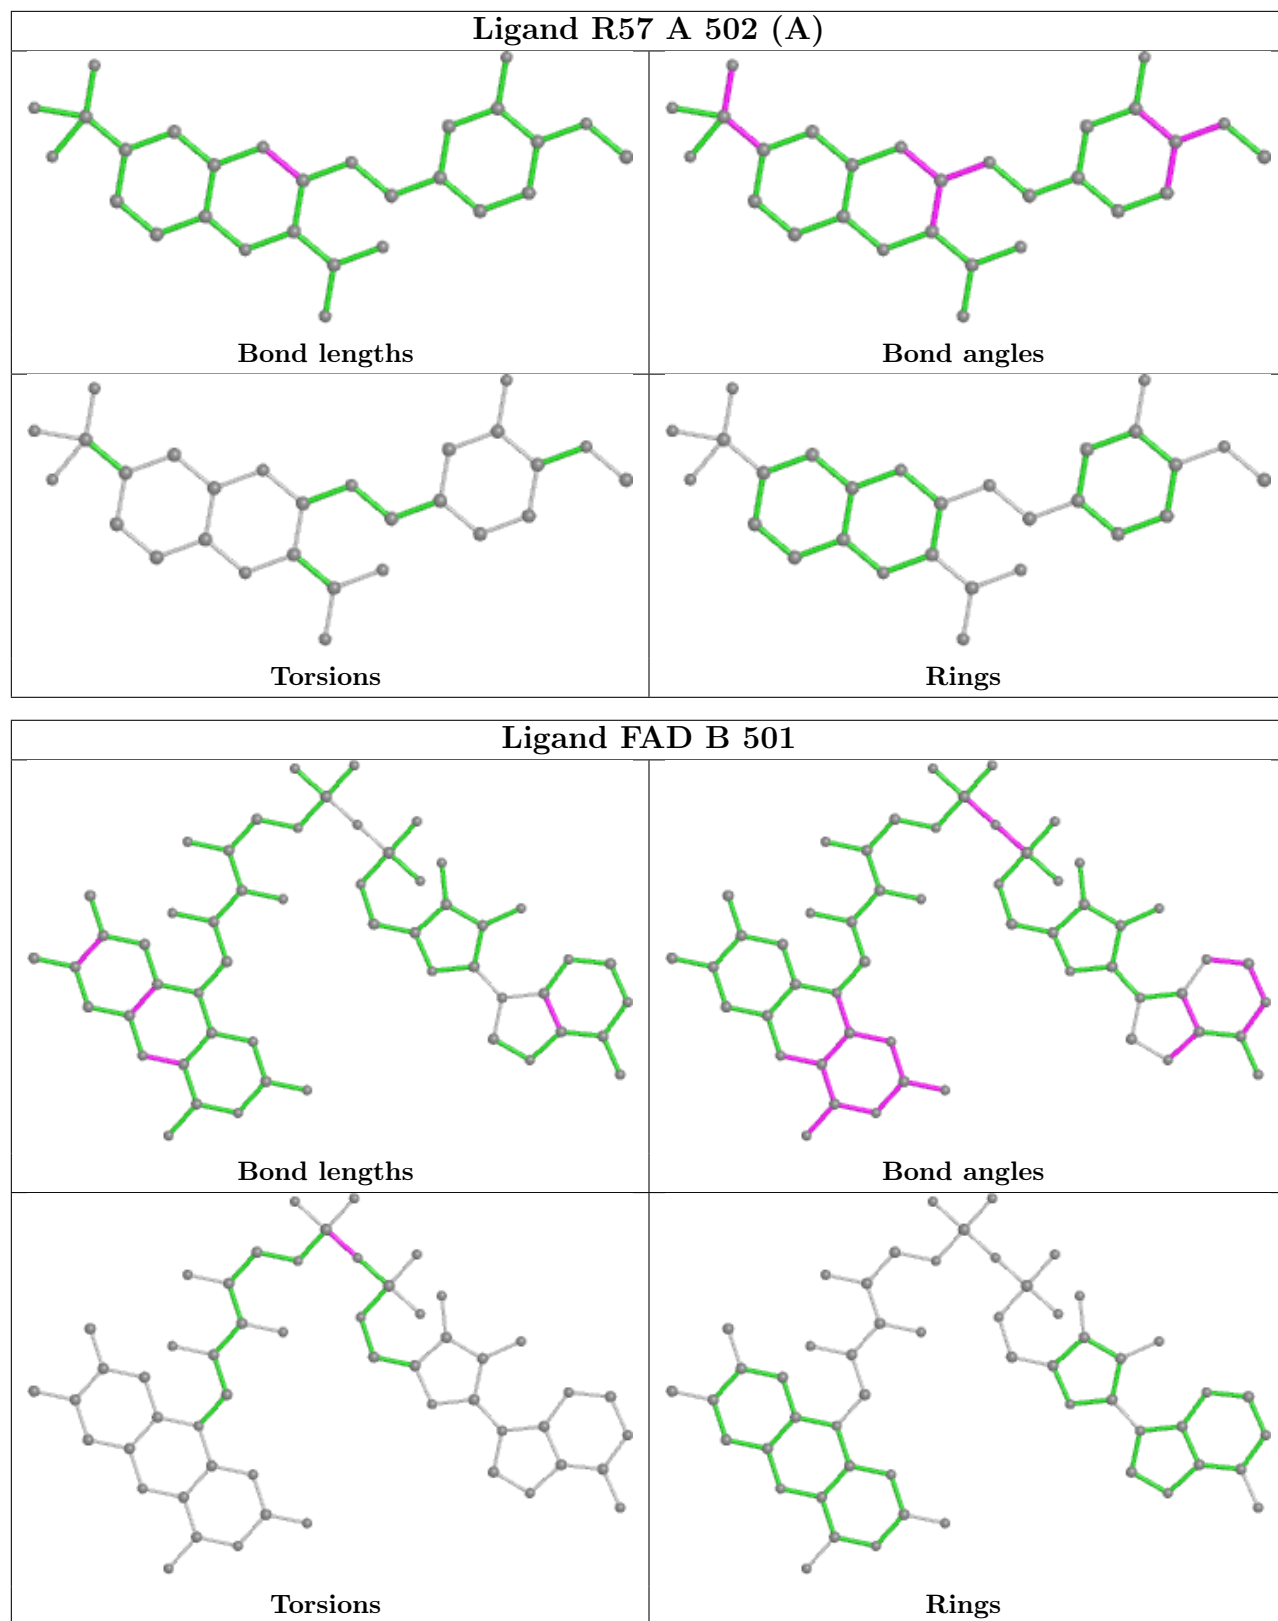 Ligand R57 A 502 (A)
Bond lengths
Bond angles
Torsions
Rings
Ligand FAD B 501
Bond lengths
Bond angles
Torsions
Rings